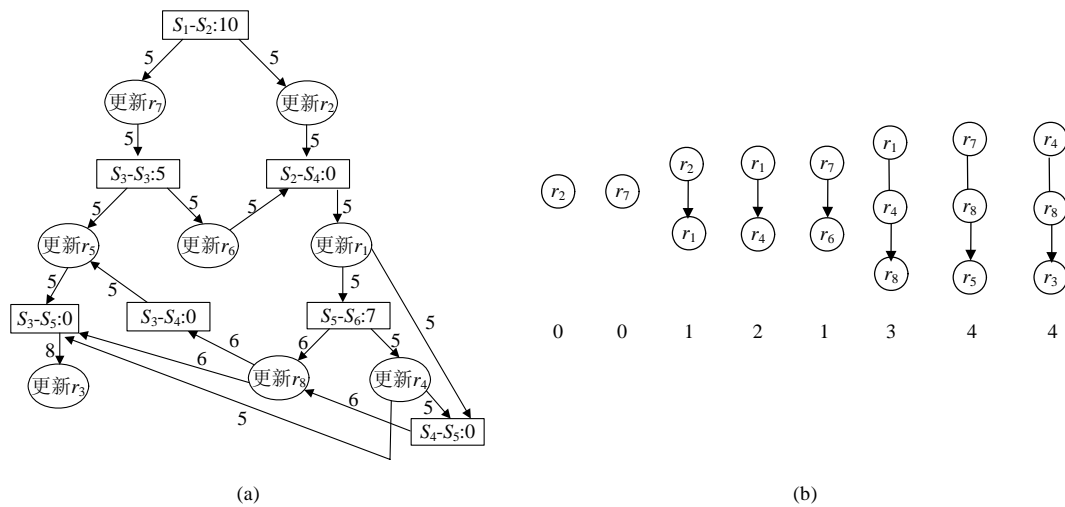 S₁-S₂:10
5 5
更新r₇ 更新r₂
5 5
S₃-S₃:5 S₂-S₄:0
5 5 5 5
更新r₅ 更新r₆ 更新r₁
5 5 5 5
S₃-S₅:0 S₃-S₄:0 S₅-S₆:7
8 6 6 6 5
更新r₃ 更新r₈ 更新r₄
5 6 5
S₄-S₅:0
(a)
r₂ r₇ r₂ r₁ r₇ r₁ r₇ r₄
r₁ r₄ r₆ r₄ r₈ r₈
r₈ r₅ r₃
0 0 1 2 1 3 4 4
(b)